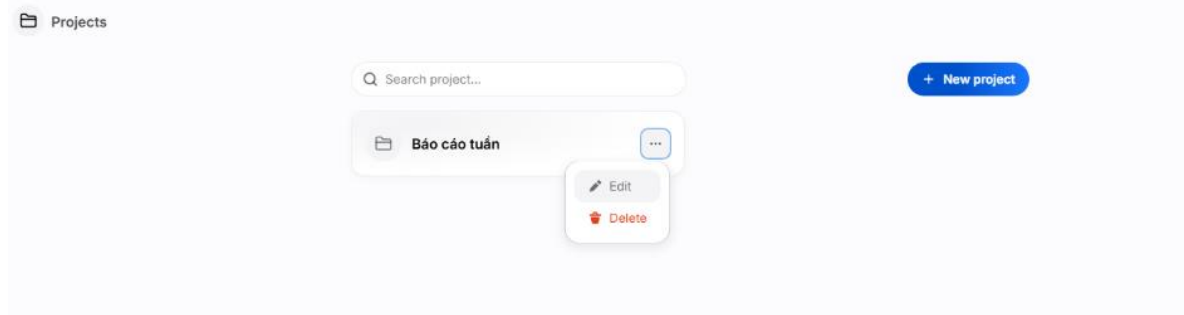 Projects
Search project...
+ New project
Báo cáo tuần
...
Edit
Delete